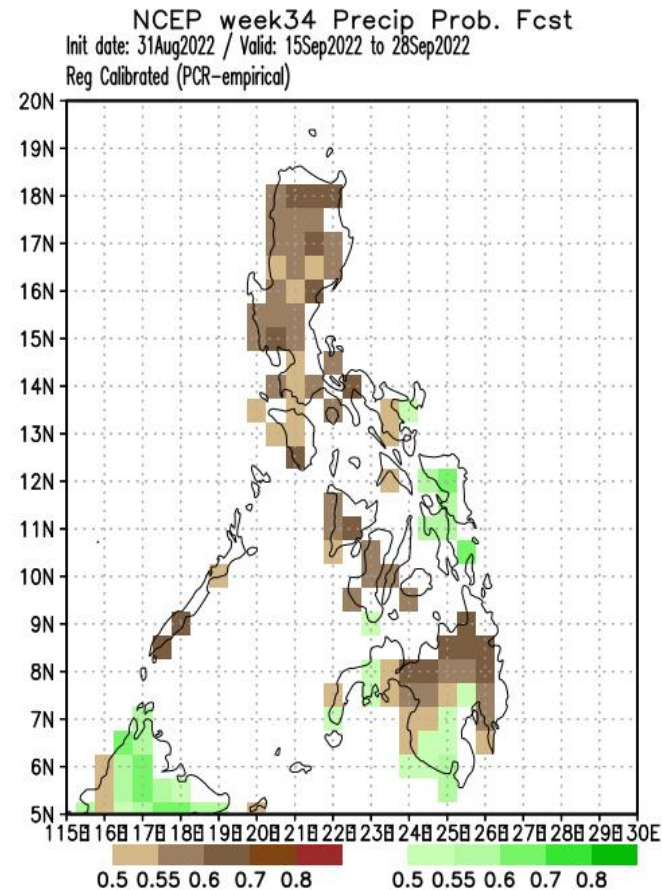 NCEP week34 Precip Prob. Fcst
Init date: 31Aug2022 / Valid: 15Sep2022 to 28Sep2022
Reg Calibrated (PCR-empirical)
20N
19N
18N
17N
16N
15N
14N
13N
12N
11N
10N
9N
8N
7N
6N
5N
115E 116E 117E 118E 119E 120E 121E 122E 123E 124E 125E 126E 127E 128E 129E 130E
0.5 0.55 0.6 0.7 0.8 0.5 0.55 0.6 0.7 0.8